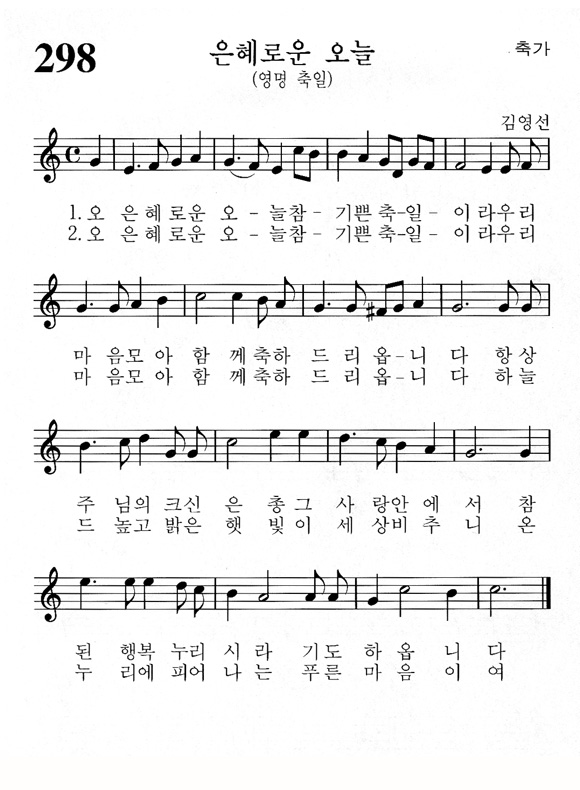 298
은혜로운 오늘
(영명 축일)
축가
김영선
1. 오 은혜로운 오 - 늘참 - 기쁜 축-일 - 이 라우리
2. 오 은혜로운 오 - 늘참 - 기쁜 축-일 - 이 라우리
마 음모 아 함 께축하 드 리 옵-니 다 항상
마 음모 아 함 께축하 드 리 옵-니 다 하늘
주 님의 크신 은 총그 사 랑안 에 서 참
드 높고 밝은 햇 빛이 세 상비 추 니 온
된 행복 누리 시 라 기도 하 옵 니 다
누 리에 피어 나 는 푸른 마 음 이 여